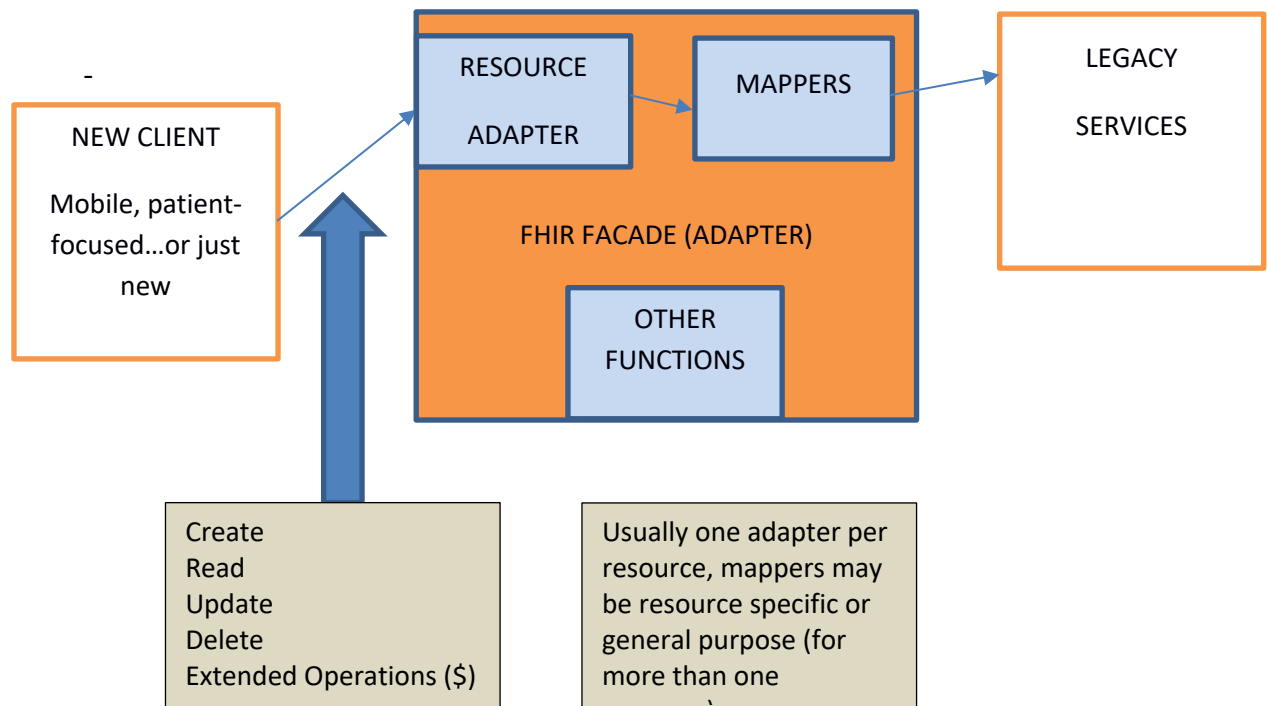 -
NEW CLIENT
Mobile, patient-
focused…or just
new
RESOURCE
ADAPTER
MAPPERS
FHIR FACADE (ADAPTER)
OTHER
FUNCTIONS
LEGACY
SERVICES
Create
Read
Update
Delete
Extended Operations ($)
Usually one adapter per
resource, mappers may
be resource specific or
general purpose (for
more than one